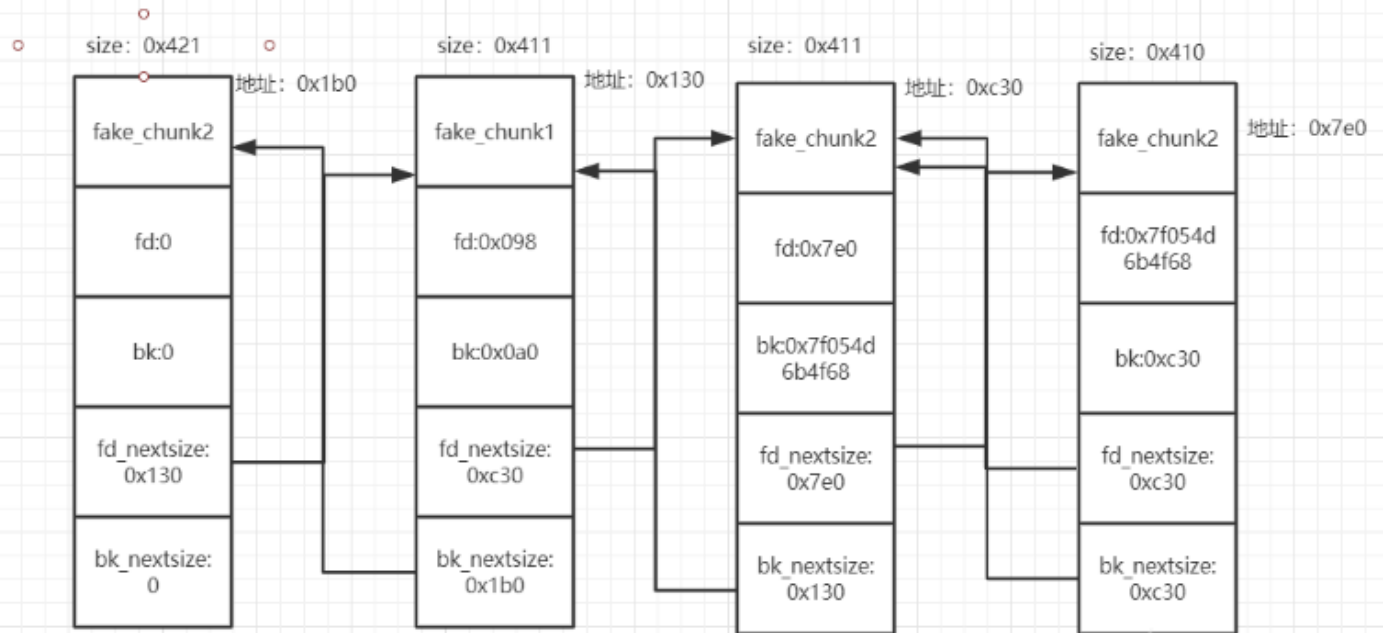 size：0x421
地址：0x1b0
fake_chunk2
fd:0
bk:0
fd_nextsize:
0x130
bk_nextsize:
0
size：0x411
地址：0x130
fake_chunk1
fd:0x098
bk:0x0a0
fd_nextsize:
0xc30
bk_nextsize:
0x1b0
size：0x411
地址：0xc30
fake_chunk2
fd:0x7e0
bk:0x7f054d
6b4f68
fd_nextsize:
0x7e0
bk_nextsize:
0x130
size：0x410
地址：0x7e0
fake_chunk2
fd:0x7f054d
6b4f68
bk:0xc30
fd_nextsize:
0xc30
bk_nextsize:
0xc30